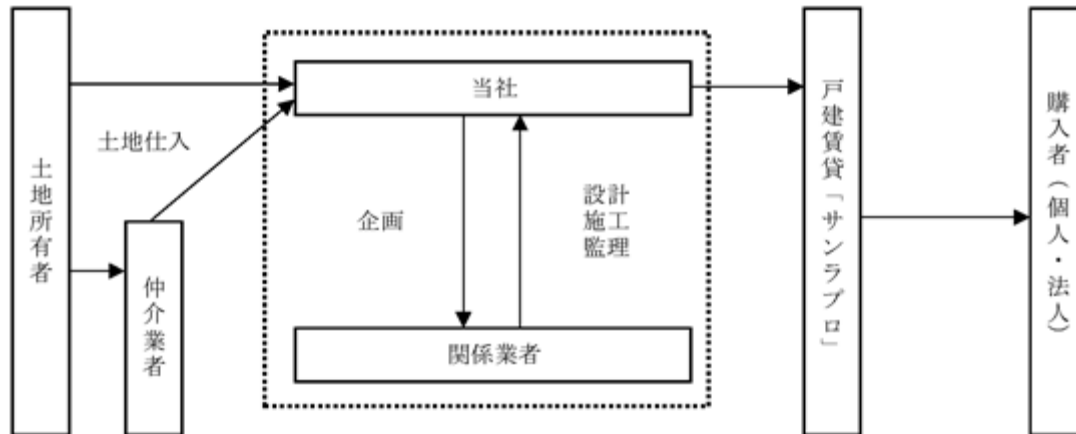 土地所有者
土地仕入
仲介業者
当社
企画
設計
施工
監理
関係業者
戸建賃貸「サンラプロ」
購入者(個人・法人)